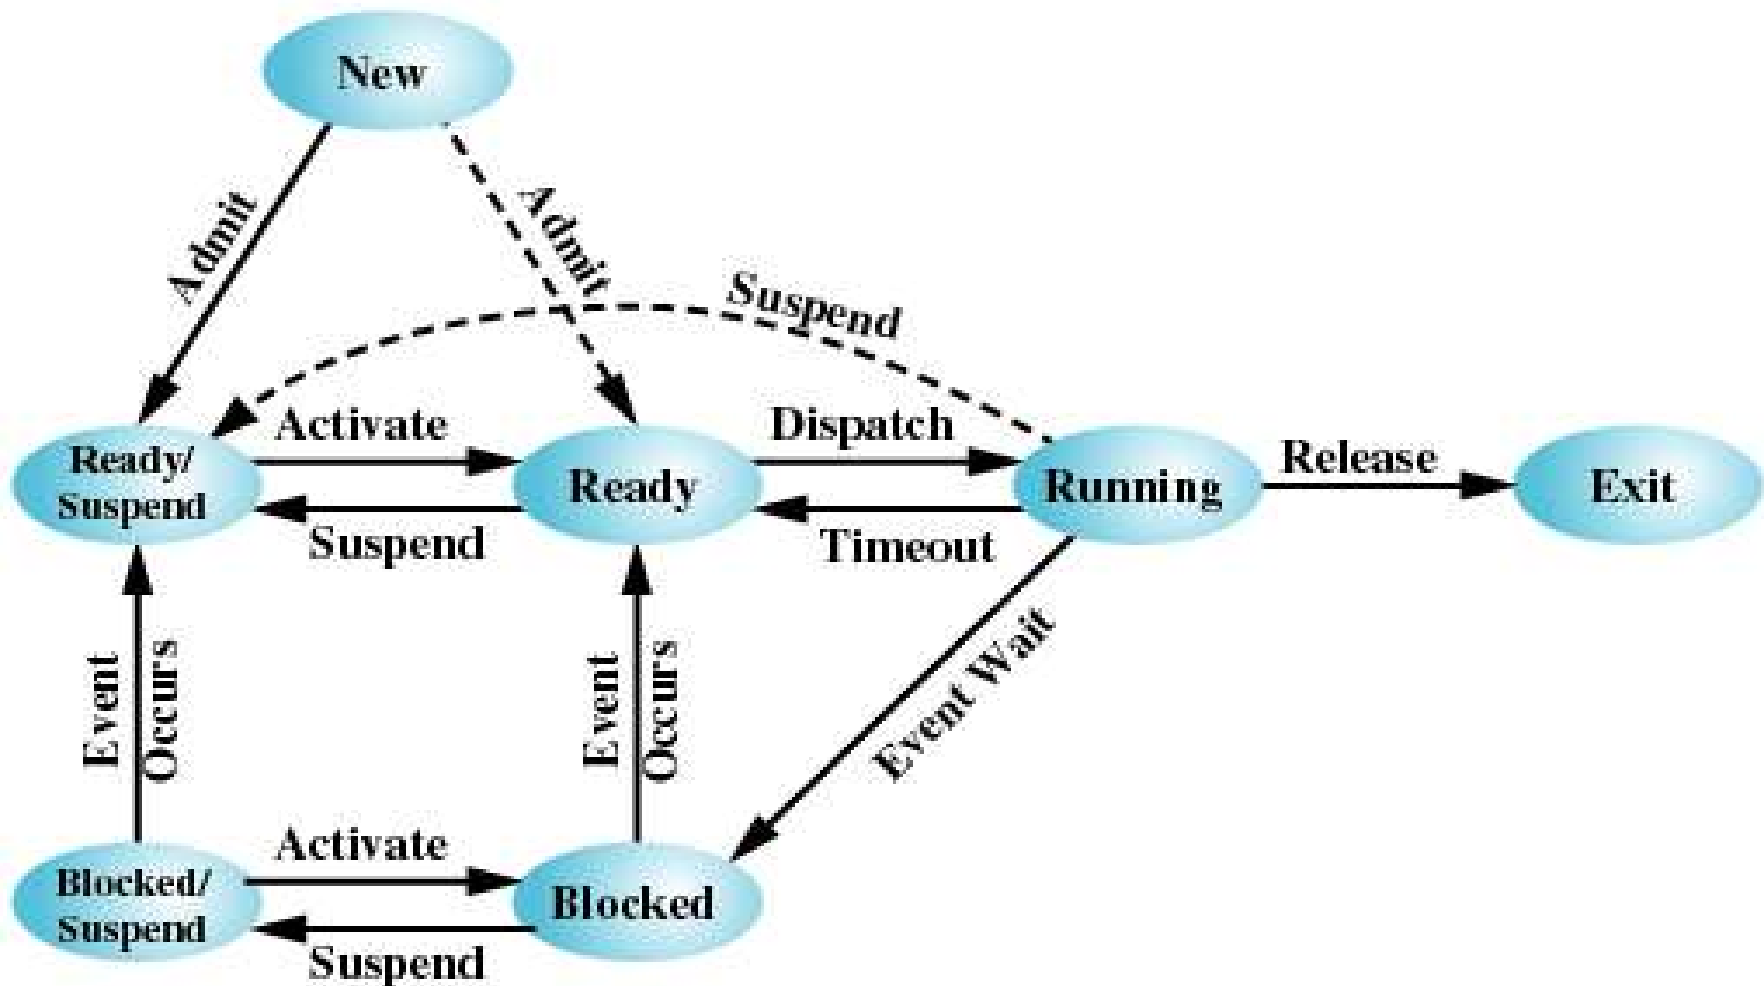 New
Admit
Admit
Suspend
Activate
Dispatch
Ready/
Suspend
Ready
Running
Release
Exit
Suspend
Timeout
Event
Occurs
Event
Occurs
Event Wait
Activate
Blocked/
Suspend
Blocked
Suspend